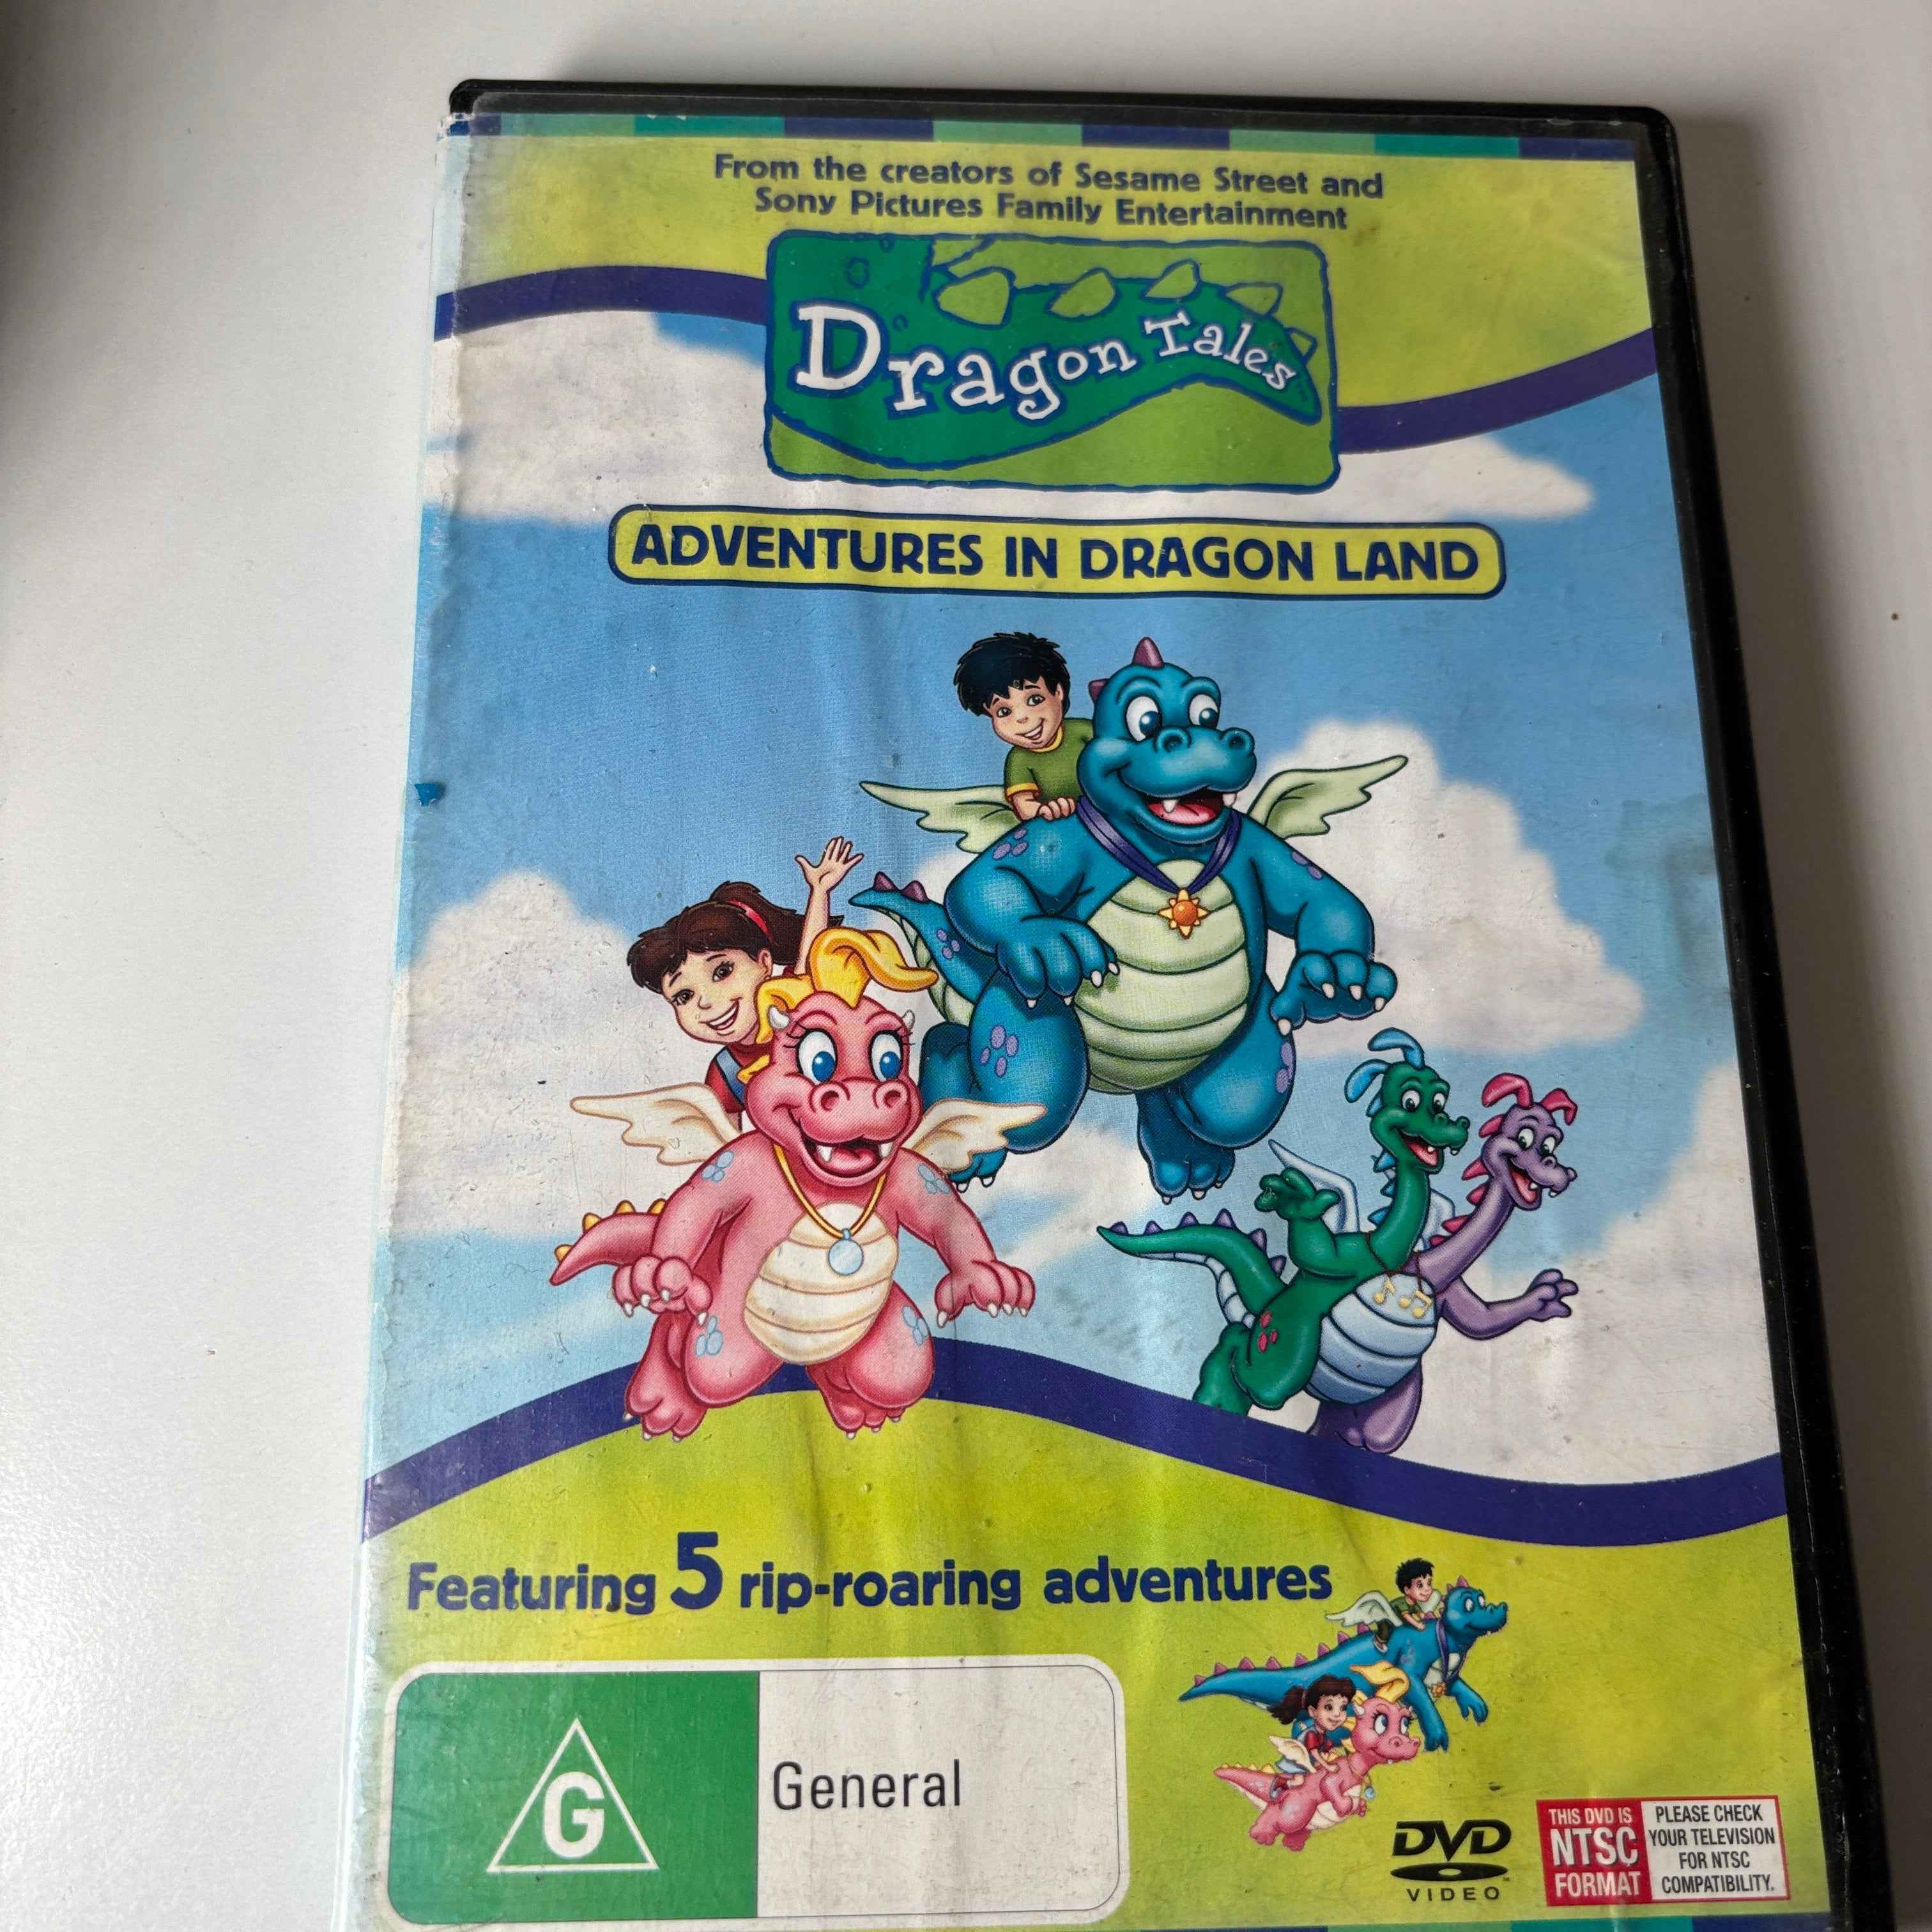 From the creators of Sesame Street and
Sony Pictures Family Entertainment
Dragon Tales
ADVENTURES IN DRAGON LAND
Featuring 5 rip-roaring adventures
G
General
DVD
VIDEO
THIS DVD IS
NTSC
FORMAT
PLEASE CHECK
YOUR TELEVISION
FOR NTSC
COMPATIBILITY.